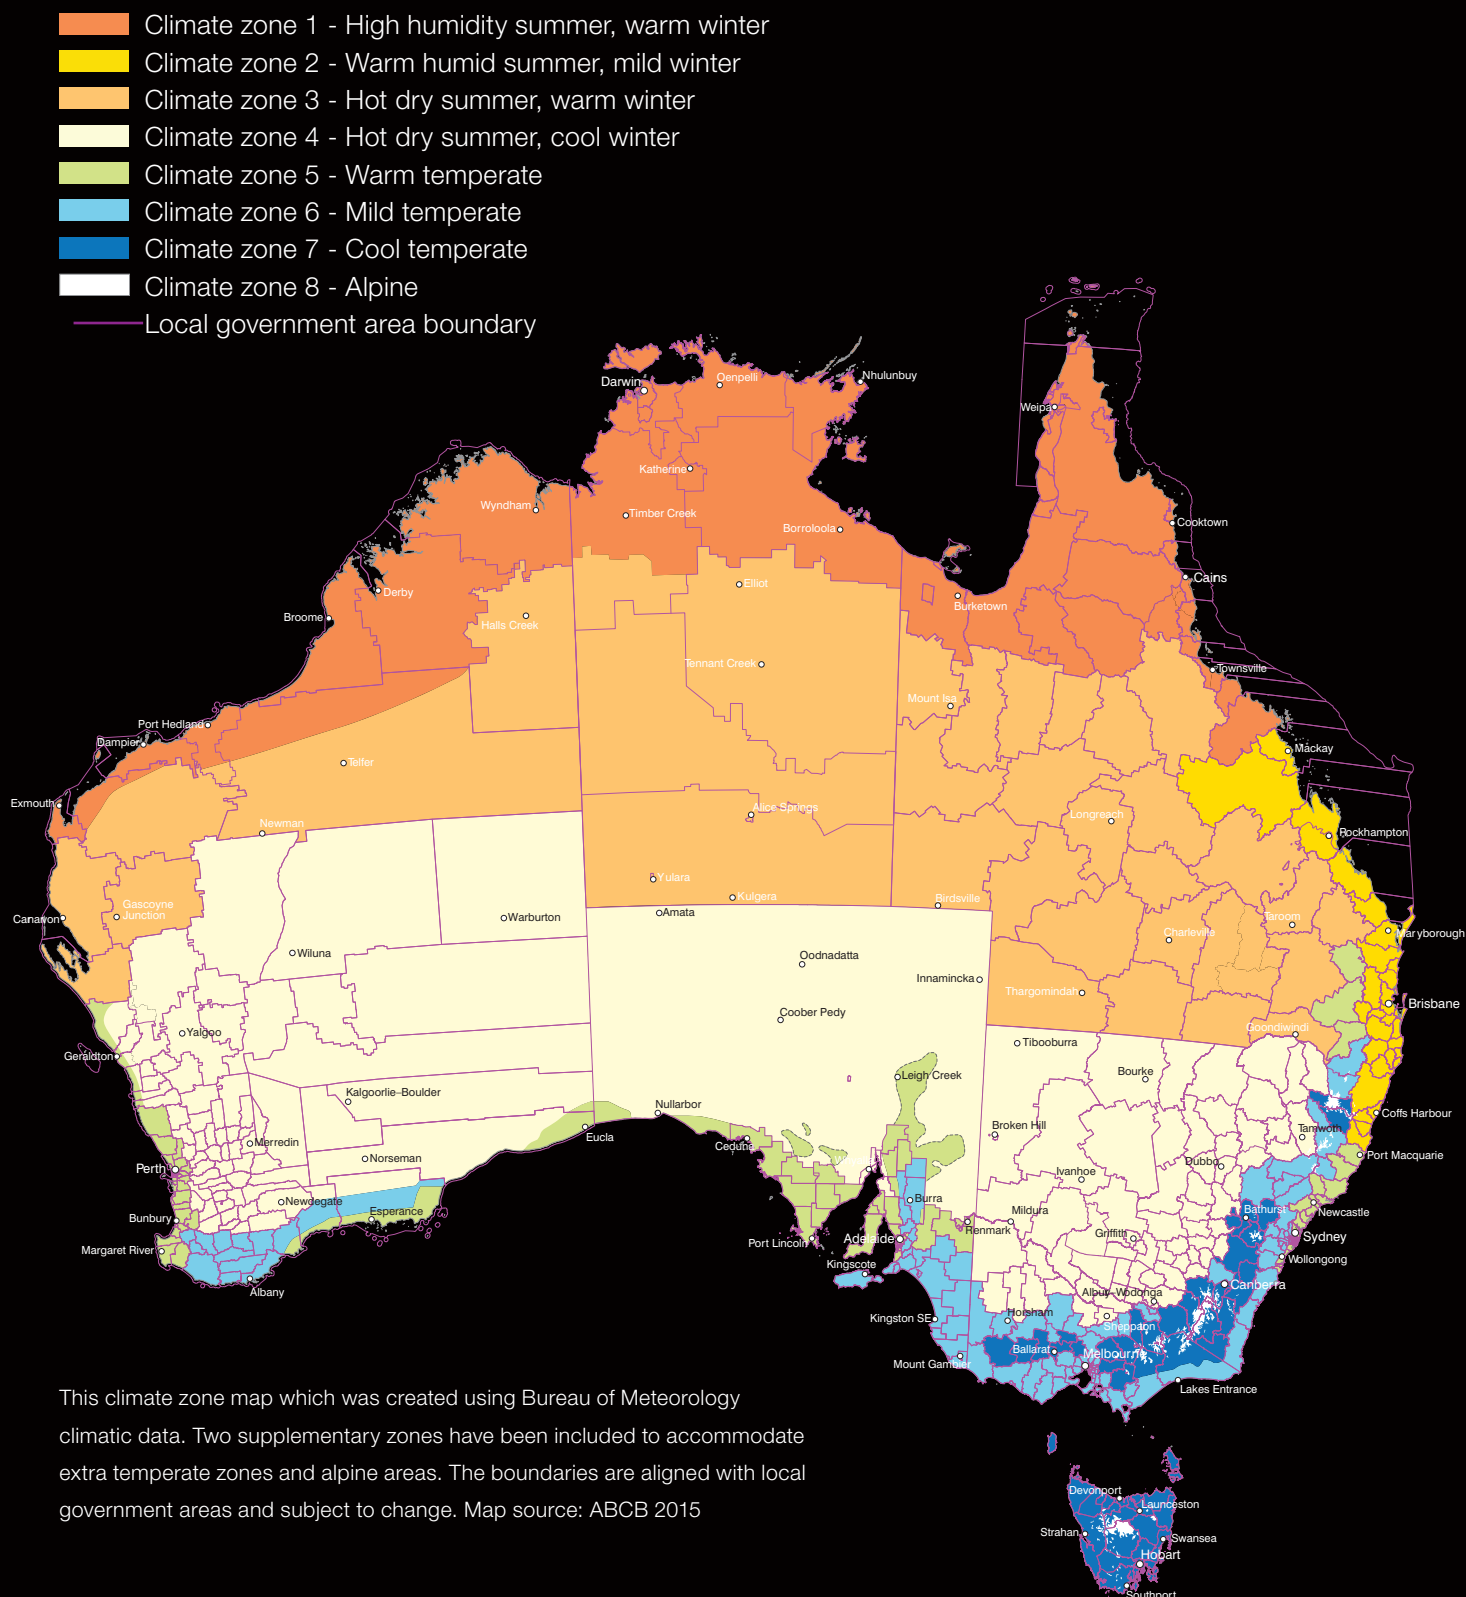 Climate zone 1 - High humidity summer, warm winter
Climate zone 2 - Warm humid summer, mild winter
Climate zone 3 - Hot dry summer, warm winter
Climate zone 4 - Hot dry summer, cool winter
Climate zone 5 - Warm temperate
Climate zone 6 - Mild temperate
Climate zone 7 - Cool temperate
Climate zone 8 - Alpine
Local government area boundary
Darwin
Oenpelli
Nhulunbuy
Weipa
Katherine
Wyndham
Timber Creek
Borroloola
Cooktown
Cains
Elliot
Derby
Burketown
Broome
Halls Creek
Tennant Creek
Townsville
Mount Isa
Port Hedland
Dampier
Mackay
Telfer
Exmouth
Alice Springs
Longreach
Newman
Rockhampton
Yulara
Kulgera
Birdsville
Gascoyne
Junction
Canarvon
Warburton
Amata
Taroom
Charleville
Maryborough
Wiluna
Oodnadatta
Innamincka
Thargomindah
Brisbane
Coober Pedy
Yalgoo
Goondiwindi
Tibooburra
Geraldton
Leigh Creek
Bourke
Kalgoorlie–Boulder
Nullarbor
Coffs Harbour
Eucla
Broken Hill
Tamworth
Merredin
Ceduna
Perth
Norseman
Port Macquarie
Dubbo
Ivanhoe
Newdegate
Burra
Esperance
Mildura
Bathurst
Newcastle
Bunbury
Renmark
Griffith
Sydney
Margaret River
Port Lincoln
Adelaide
Wollongong
Kingscote
Canberra
Albany
Albury–Wodonga
Horsham
Kingston SE
Sheppaton
Ballarat
Melbourne
Mount Gambier
Lakes Entrance
This climate zone map which was created using Bureau of Meteorology
climatic data. Two supplementary zones have been included to accommodate
extra temperate zones and alpine areas. The boundaries are aligned with local
government areas and subject to change. Map source: ABCB 2015
Devonport
Launceston
Strahan
Swansea
Hobart
Southport